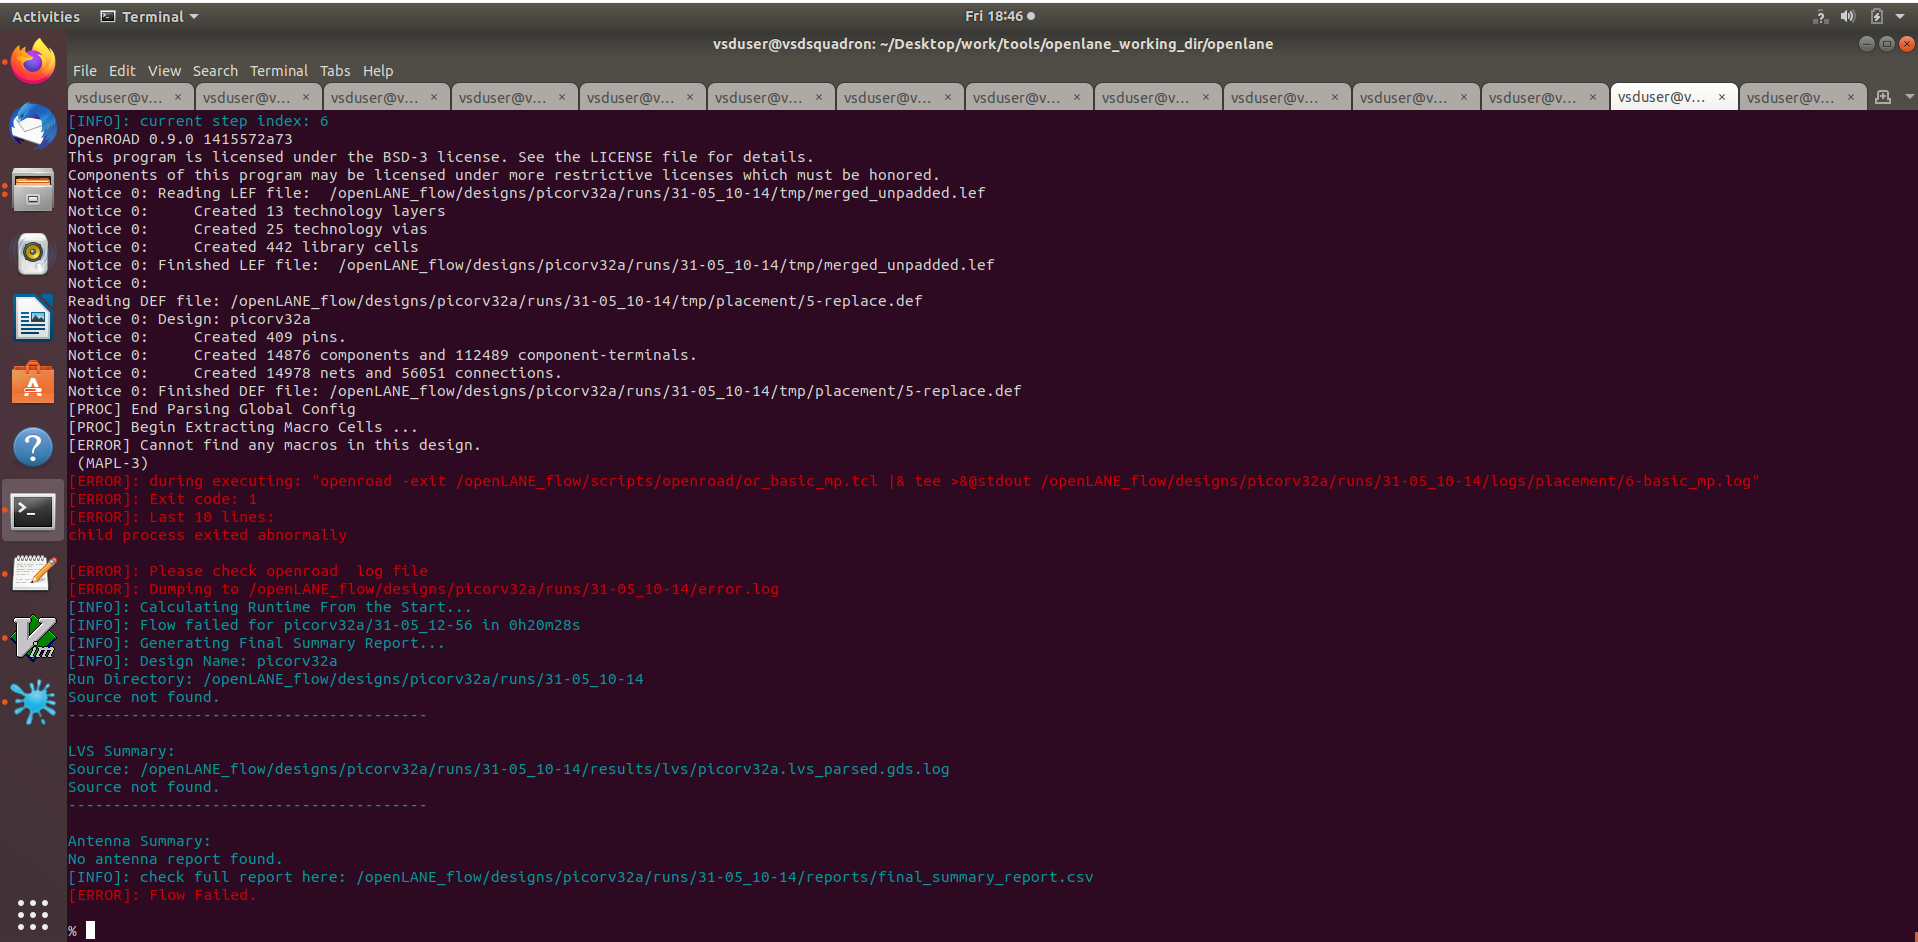 Activities Terminal Fri 18:46
vsduser@vsdsquadron: ~/Desktop/work/tools/openlane_working_dir/openlane
File Edit View Search Terminal Tabs Help
vsduser@v... × vsduser@v... × vsduser@v... × vsduser@v... × vsduser@v... × vsduser@v... × vsduser@v... × vsduser@v... × vsduser@v... × vsduser@v... × vsduser@v... × vsduser@v... × vsduser@v... × vsduser@v... ×
[INFO]: current step index: 6
OpenROAD 0.9.0 1415572a73
This program is licensed under the BSD-3 license. See the LICENSE file for details.
Components of this program may be licensed under more restrictive licenses which must be honored.
Notice 0: Reading LEF file:  /openLANE_flow/designs/picorv32a/runs/31-05_10-14/tmp/merged_unpadded.lef
Notice 0:     Created 13 technology layers
Notice 0:     Created 25 technology vias
Notice 0:     Created 442 library cells
Notice 0: Finished LEF file:  /openLANE_flow/designs/picorv32a/runs/31-05_10-14/tmp/merged_unpadded.lef
Notice 0:
Reading DEF file: /openLANE_flow/designs/picorv32a/runs/31-05_10-14/tmp/placement/5-replace.def
Notice 0: Design: picorv32a
Notice 0:     Created 409 pins.
Notice 0:     Created 14876 components and 112489 component-terminals.
Notice 0:     Created 14978 nets and 56051 connections.
Notice 0: Finished DEF file: /openLANE_flow/designs/picorv32a/runs/31-05_10-14/tmp/placement/5-replace.def
[PROC] End Parsing Global Config
[PROC] Begin Extracting Macro Cells ...
[ERROR] Cannot find any macros in this design.
(MAPL-3)
[ERROR]: during executing: "openroad -exit /openLANE_flow/scripts/openroad/or_basic_mp.tcl |& tee >&@stdout /openLANE_flow/designs/picorv32a/runs/31-05_10-14/logs/placement/6-basic_mp.log"
[ERROR]: Exit code: 1
[ERROR]: Last 10 lines:
child process exited abnormally
[ERROR]: Please check openroad  log file
[ERROR]: Dumping to /openLANE_flow/designs/picorv32a/runs/31-05_10-14/error.log
[INFO]: Calculating Runtime From the Start...
[INFO]: Flow failed for picorv32a/31-05_12-56 in 0h20m28s
[INFO]: Generating Final Summary Report...
[INFO]: Design Name: picorv32a
Run Directory: /openLANE_flow/designs/picorv32a/runs/31-05_10-14
Source not found.
----------------------------------------
LVS Summary:
Source: /openLANE_flow/designs/picorv32a/runs/31-05_10-14/results/lvs/picorv32a.lvs_parsed.gds.log
Source not found.
----------------------------------------
Antenna Summary:
No antenna report found.
[INFO]: check full report here: /openLANE_flow/designs/picorv32a/runs/31-05_10-14/reports/final_summary_report.csv
[ERROR]: Flow Failed.
%